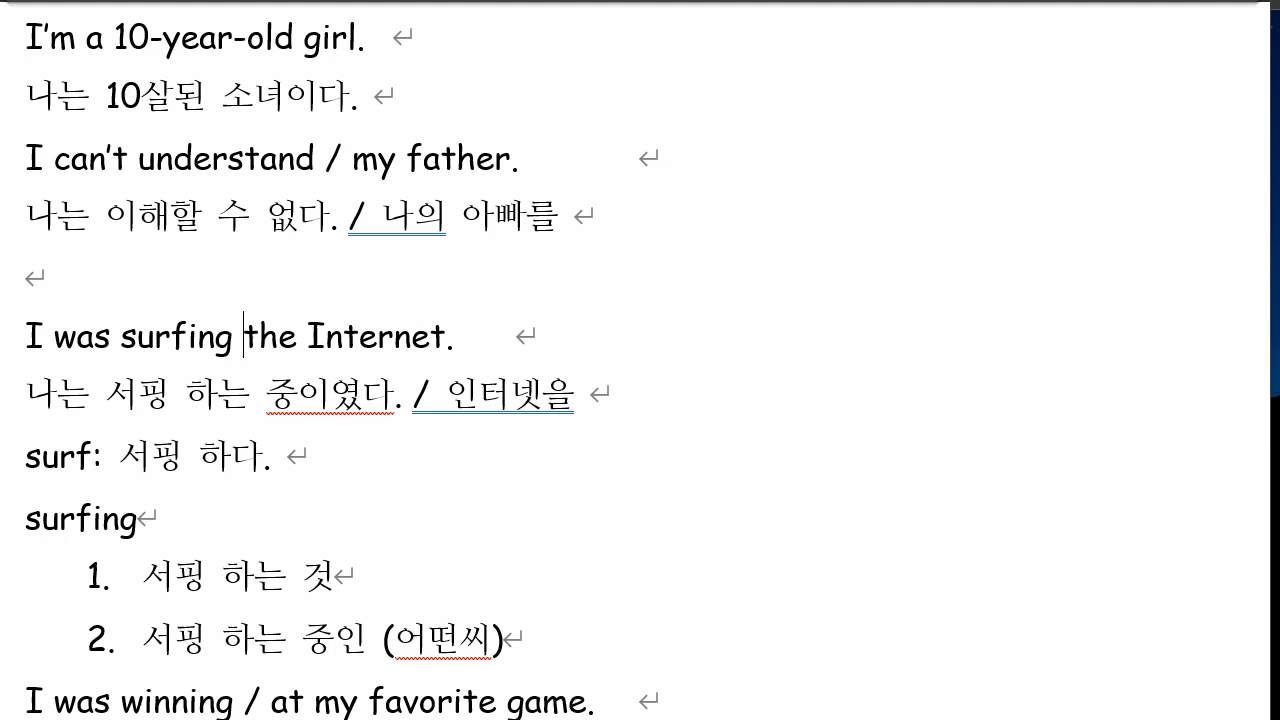 I'm a 10-year-old girl.
나는 10살된 소녀이다.
I can't understand / my father.
나는 이해할 수 없다. / 나의 아빠를
I was surfing the Internet.
나는 서핑 하는 중이였다. / 인터넷을
surf: 서핑 하다.
surfing
1. 서핑 하는 것
2. 서핑 하는 중인 (어떤씨)
I was winning / at my favorite game.